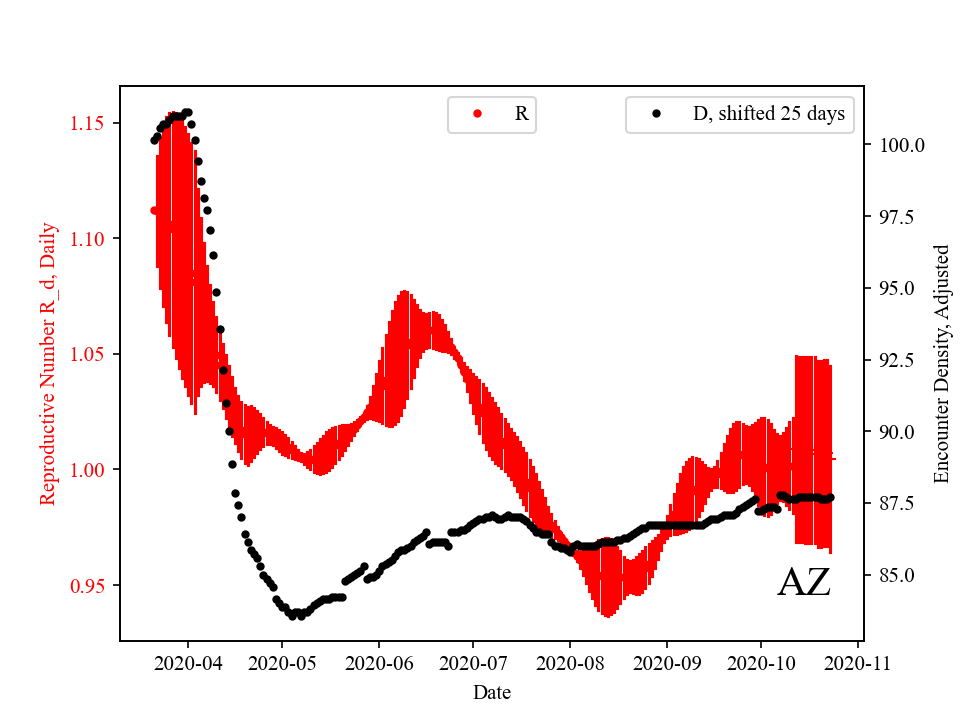 R
D, shifted 25 days
Reproductive Number R_d, Daily
1.15
1.10
1.05
1.00
0.95
100.0
97.5
95.0
92.5
90.0
87.5
85.0
Encounter Density, Adjusted
AZ
2020-04 2020-05 2020-06 2020-07 2020-08 2020-09 2020-10 2020-11
Date